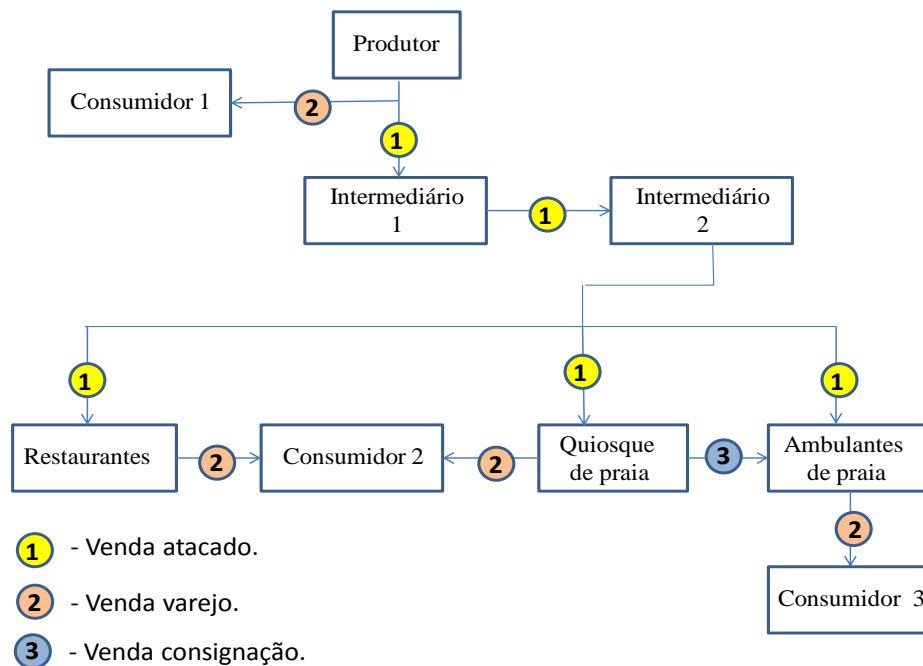 Produtor
Consumidor 1
2
1
Intermediário
1
1
Intermediário
2
1
1
1
Restaurantes
2
Consumidor 2
2
Quiosque
de praia
3
Ambulantes
de praia
2
Consumidor 3
1 - Venda atacado.
2 - Venda varejo.
3 - Venda consignação.